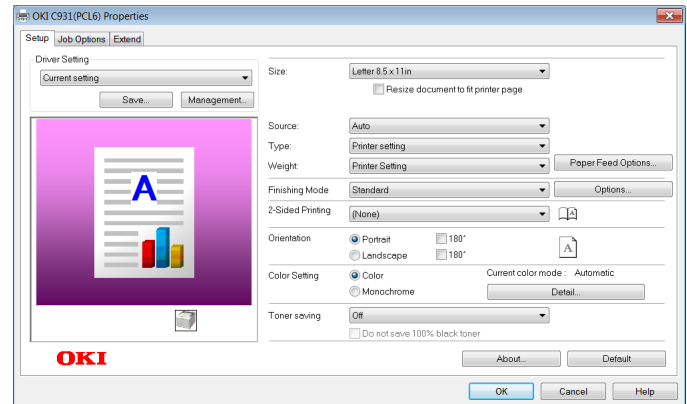 OKI C931(PCL6) Properties
Setup Job Options Extend
Driver Setting
Current setting
Save... Management...
Size: Letter 8.5 x 11in
Resize document to fit printer page
Source: Auto
Type: Printer setting
Weight: Printer Setting Paper Feed Options...
Finishing Mode Standard Options...
2-Sided Printing (None)
A
Orientation Portrait 180°
Landscape 180°
A
A
Color Setting Color Current color mode : Automatic
Monochrome Detail...
Toner saving Off
Do not save 100% black toner
OKI
About... Default
OK Cancel Help